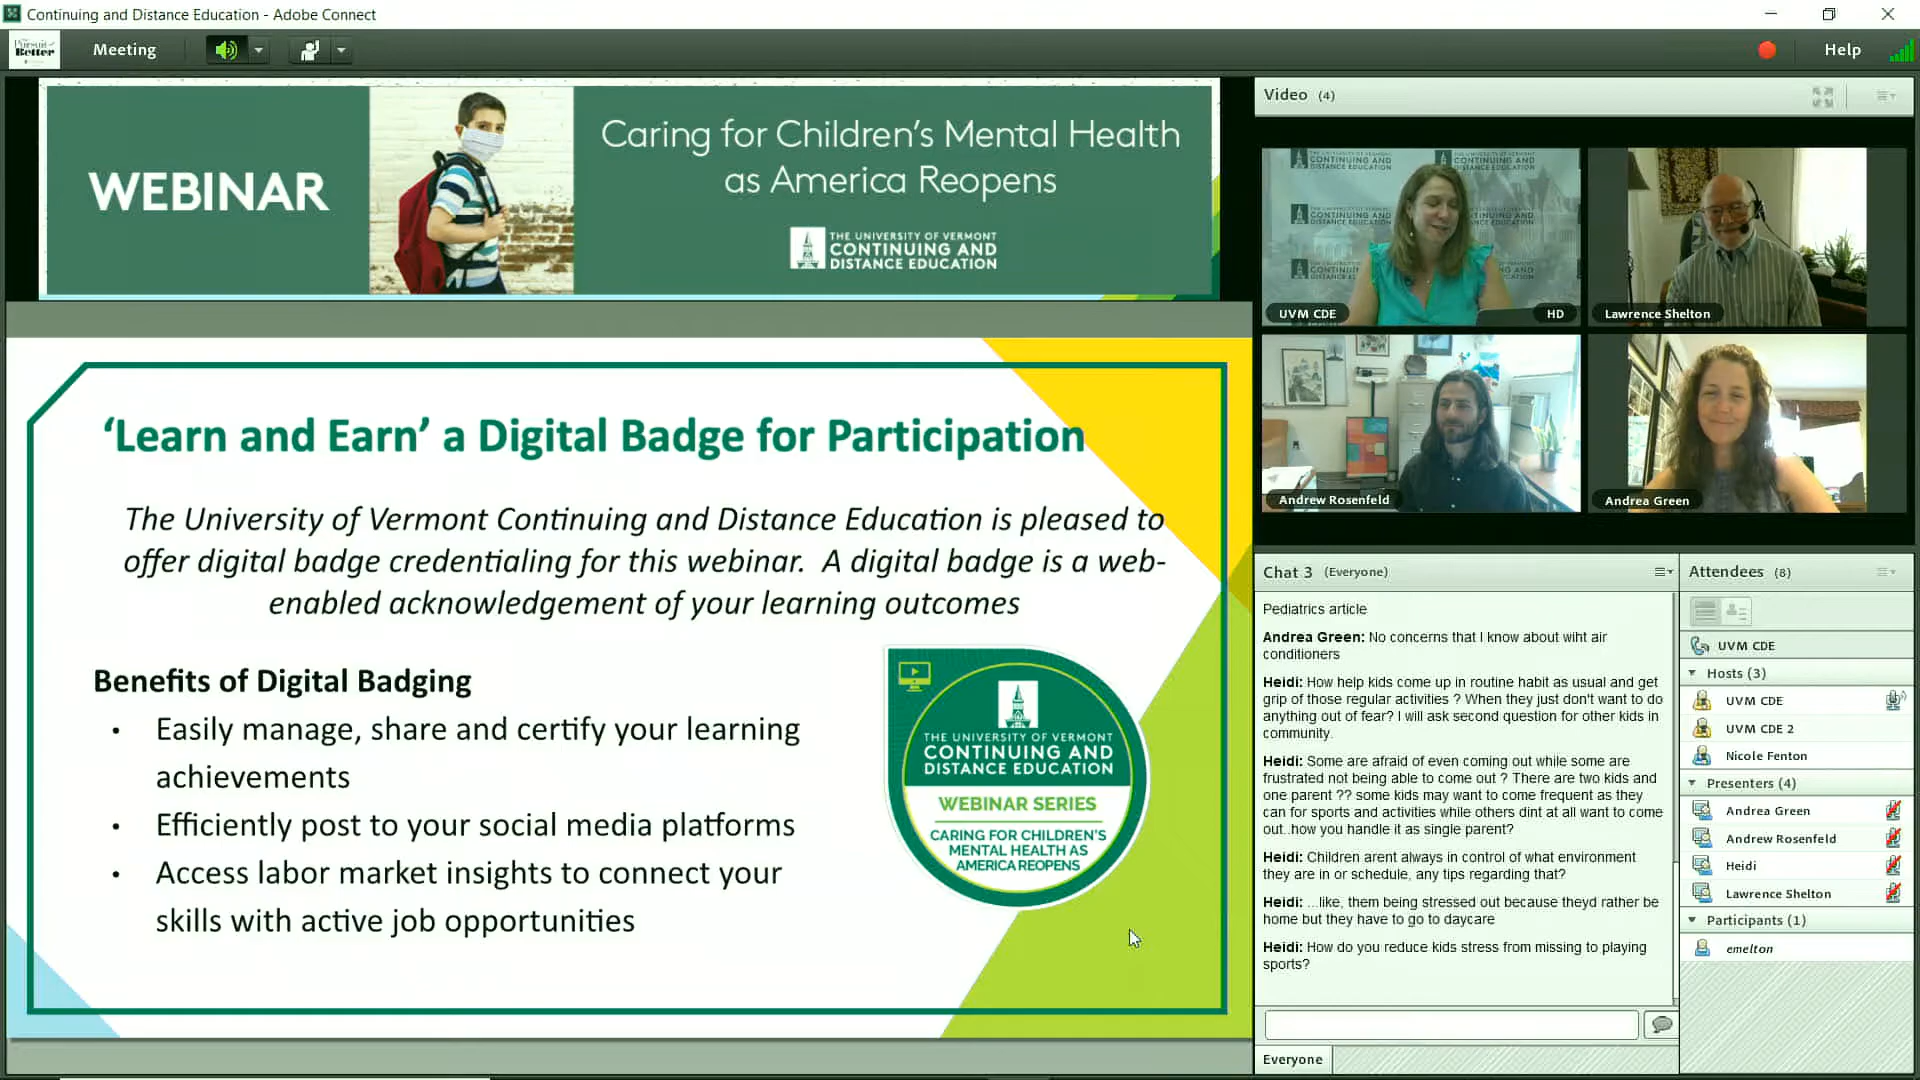 Continuing and Distance Education - Adobe Connect
Pursuit of
Better
Meeting
Help
WEBINAR
Caring for Children's Mental Health
as America Reopens
THE UNIVERSITY OF VERMONT
CONTINUING AND
DISTANCE EDUCATION
'Learn and Earn' a Digital Badge for Participation
The University of Vermont Continuing and Distance Education is pleased to
offer digital badge credentialing for this webinar. A digital badge is a web-
enabled acknowledgement of your learning outcomes
Benefits of Digital Badging
• Easily manage, share and certify your learning
achievements
• Efficiently post to your social media platforms
• Access labor market insights to connect your
skills with active job opportunities
THE UNIVERSITY OF VERMONT
CONTINUING AND
DISTANCE EDUCATION
WEBINAR SERIES
CARING FOR CHILDREN'S
MENTAL HEALTH AS
AMERICA REOPENS
Video (4)
UVM CDE
HD
Lawrence Shelton
Andrew Rosenfeld
Andrea Green
Chat 3 (Everyone)
Pediatrics article
Andrea Green: No concerns that I know about wiht air
conditioners
Heidi: How help kids come up in routine habit as usual and get
grip of those regular activities ? When they just don't want to do
anything out of fear? I will ask second question for other kids in
community.
Heidi: Some are afraid of even coming out while some are
frustrated not being able to come out ? There are two kids and
one parent ?? some kids may want to come frequent as they
can for sports and activities while others dint at all want to come
out..how you handle it as single parent?
Heidi: Children arent always in control of what environment
they are in or schedule, any tips regarding that?
Heidi: ...like, them being stressed out because theyd rather be
home but they have to go to daycare
Heidi: How do you reduce kids stress from missing to playing
sports?
Everyone
Attendees (8)
UVM CDE
Hosts (3)
UVM CDE
UVM CDE 2
Nicole Fenton
Presenters (4)
Andrea Green
Andrew Rosenfeld
Heidi
Lawrence Shelton
Participants (1)
emelton